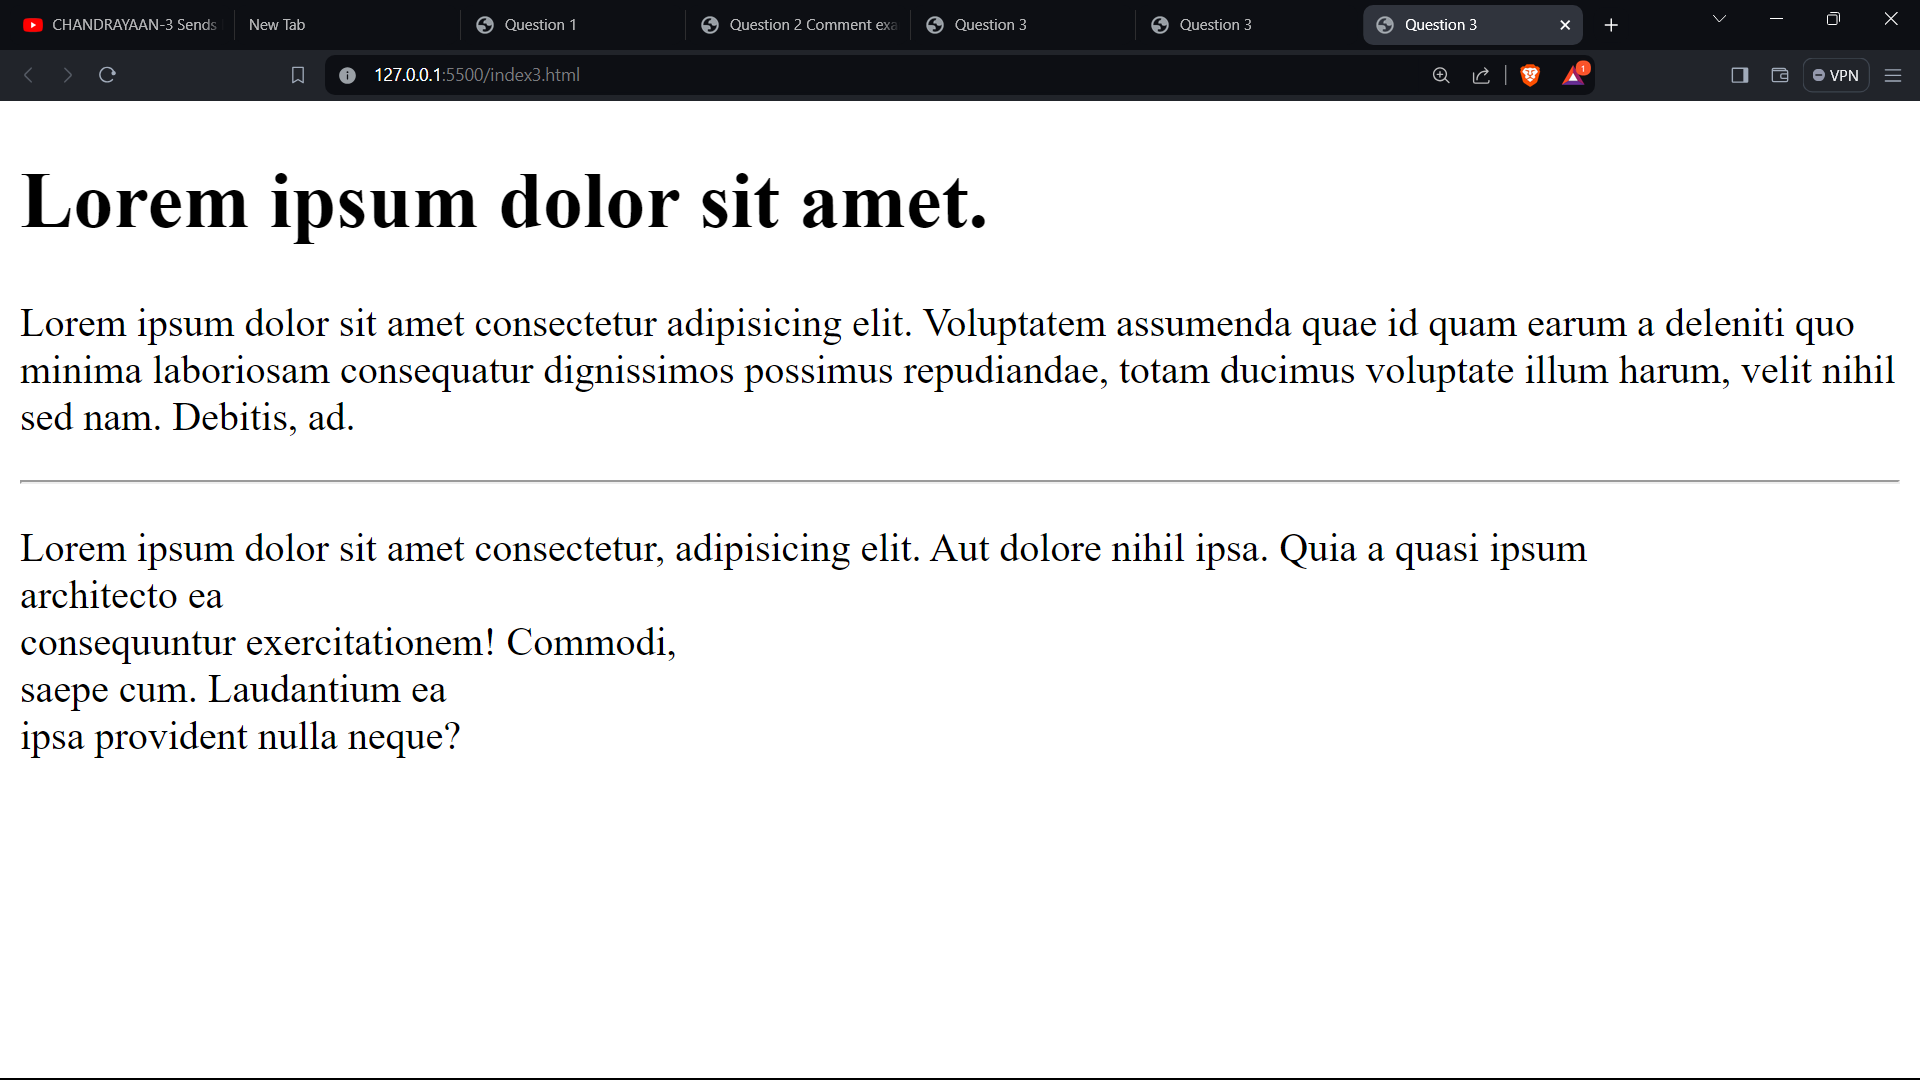 CHANDRAYAAN-3 Sends
New Tab
Question 1
Question 2 Comment exa
Question 3
Question 3
Question 3
127.0.0.1:5500/index3.html
1
VPN
Lorem ipsum dolor sit amet.
Lorem ipsum dolor sit amet consectetur adipisicing elit. Voluptatem assumenda quae id quam earum a deleniti quo
minima laboriosam consequatur dignissimos possimus repudiandae, totam ducimus voluptate illum harum, velit nihil
sed nam. Debitis, ad.
Lorem ipsum dolor sit amet consectetur, adipisicing elit. Aut dolore nihil ipsa. Quia a quasi ipsum
architecto ea
consequuntur exercitationem! Commodi,
saepe cum. Laudantium ea
ipsa provident nulla neque?